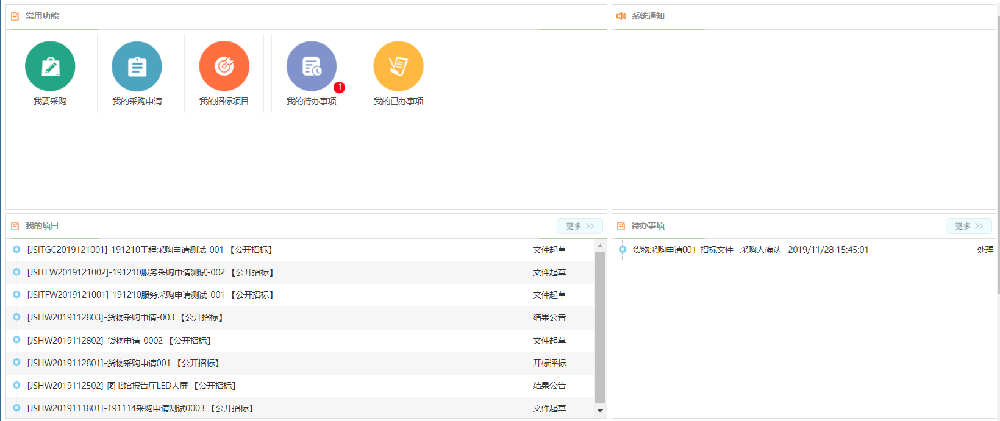 常用功能
系统通知
1
我要采购
我的采购申请
我的招标项目
我的待办事项
我的已办事项
我的项目
更多 >>
[JSITGC2019121001]-191210工程采购申请测试-001 【公开招标】 文件起草
[JSITFW2019121002]-191210服务采购申请测试-002 【公开招标】 文件起草
[JSITFW2019121001]-191210服务采购申请测试-001 【公开招标】 文件起草
[JSHW2019112803]-货物采购申请-003 【公开招标】 结果公告
[JSHW2019112802]-货物申请-0002 【公开招标】 文件起草
[JSHW2019112801]-货物采购申请001 【公开招标】 开标评标
[JSHW2019112502]-图书馆报告厅LED大屏 【公开招标】 结果公告
[JSHW2019111801]-191114采购申请测试0003 【公开招标】 文件起草
待办事项
更多 >>
货物采购申请001-招标文件 采购人确认 2019/11/28 15:45:01 处理